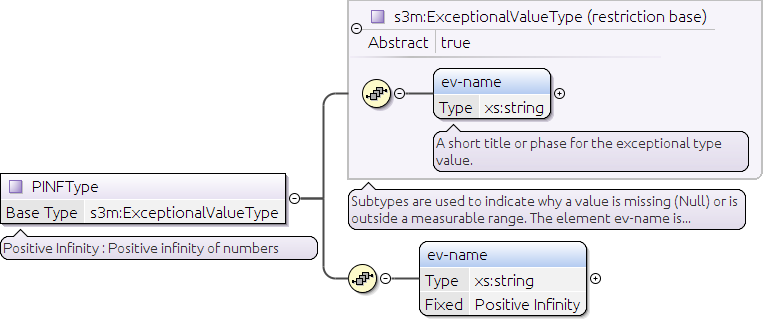 s3m:ExceptionalValueType (restriction base)
Abstract true
ev-name
Type xs:string
A short title or phase for the exceptional type
value.
PINFType
Base Type s3m:ExceptionalValueType
Positive Infinity : Positive infinity of numbers
Subtypes are used to indicate why a value is missing (Null) or is
outside a measurable range. The element ev-name is...
ev-name
Type xs:string
Fixed Positive Infinity